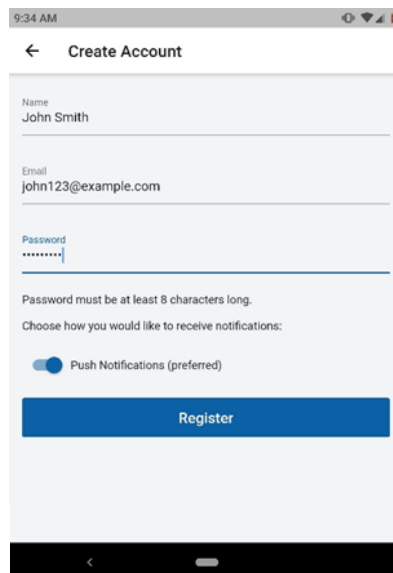 9:34 AM
Create Account
Name
John Smith
Email
john123@example.com
Password
•••••••••
Password must be at least 8 characters long.
Choose how you would like to receive notifications:
Push Notifications (preferred)
Register